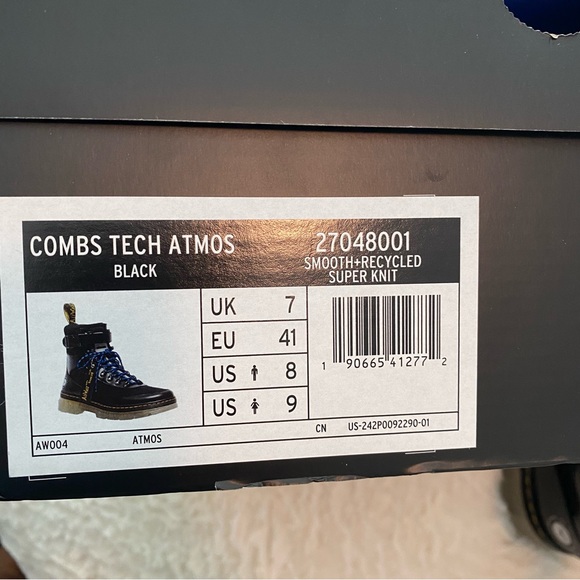 COMBS TECH ATMOS
BLACK
27048001
SMOOTH+RECYCLED
SUPER KNIT
UK 7
EU 41
US 8
US 9
1 90665 41277 2
AW004 ATMOS
CN US-242P0092290-01